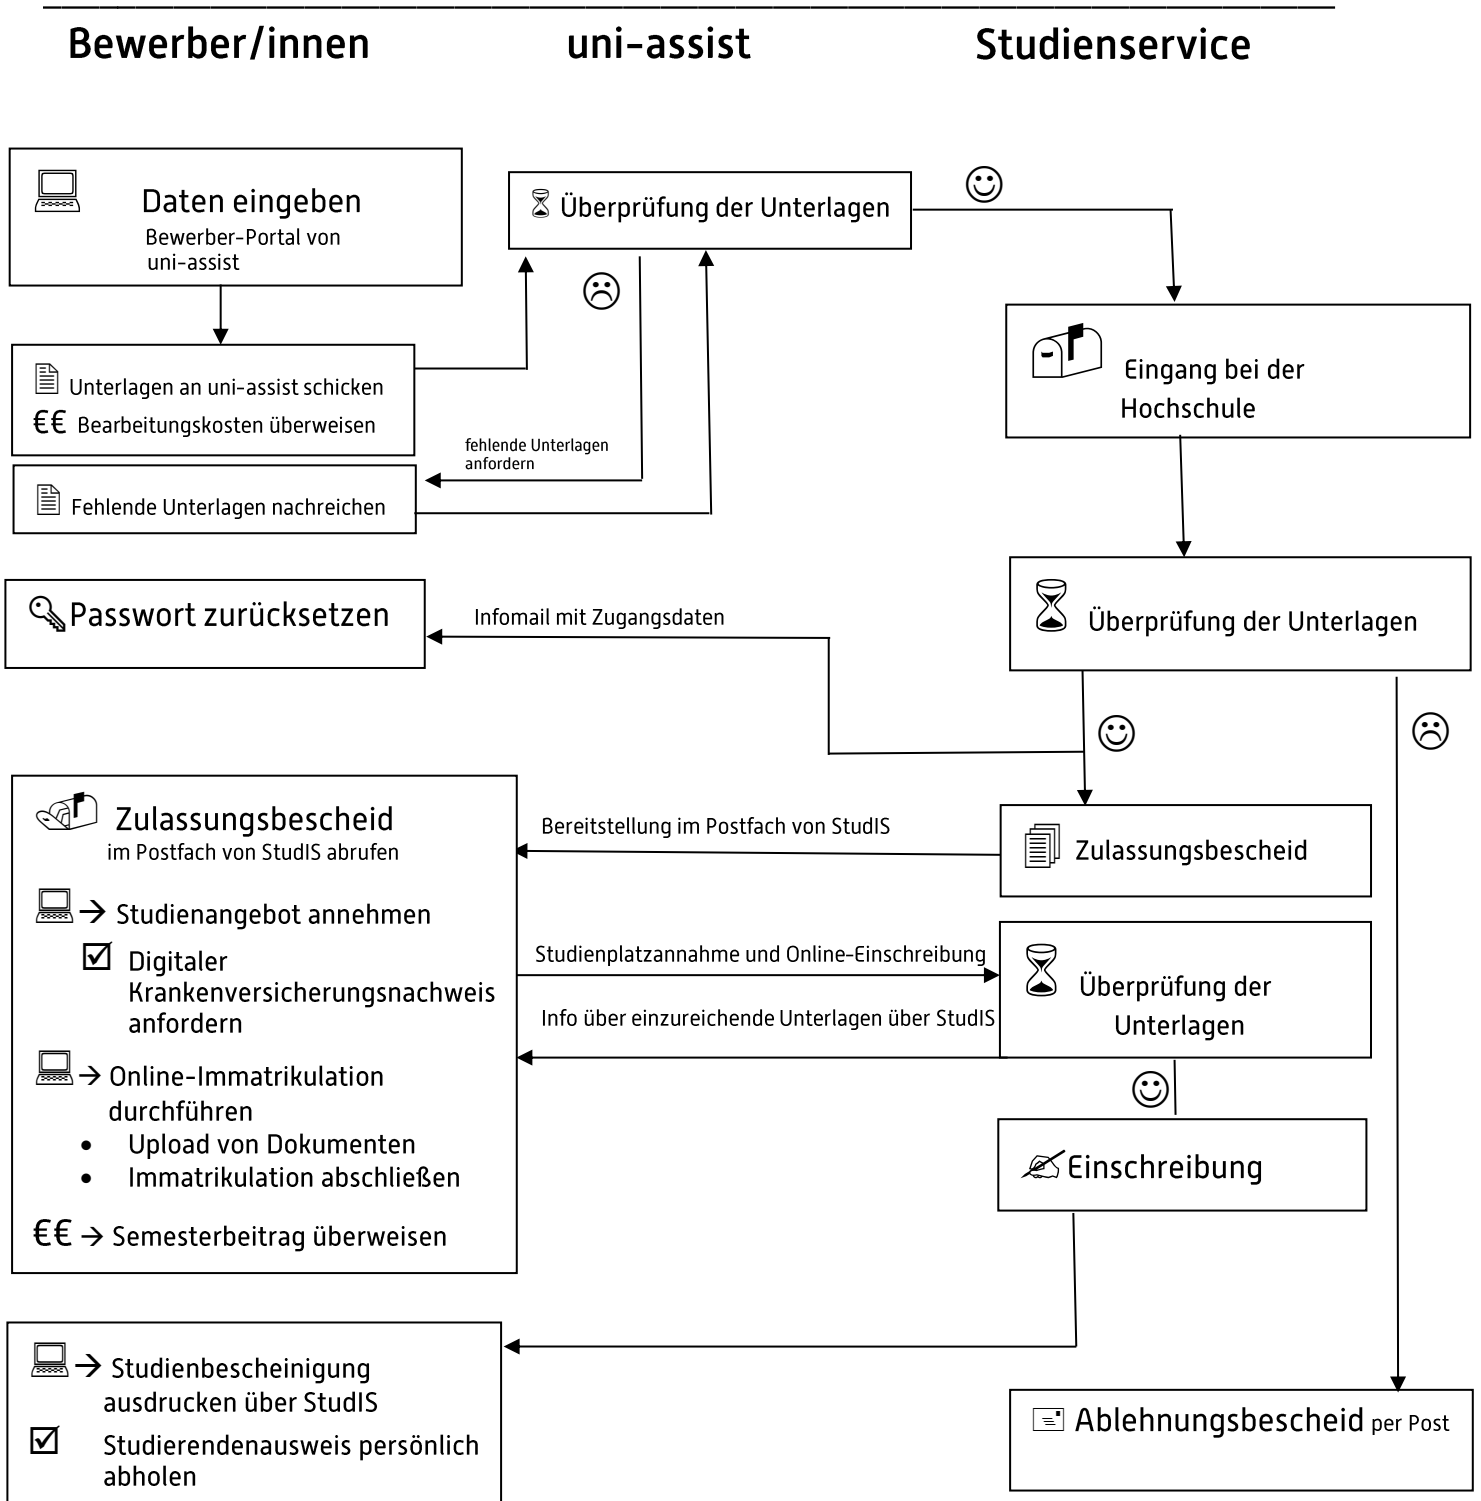 Bewerber/innen
uni-assist
Studienservice
Daten eingeben
Bewerber-Portal von
uni-assist
Überprüfung der Unterlagen
Unterlagen an uni-assist schicken
€€ Bearbeitungskosten überweisen
fehlende Unterlagen
anfordern
Fehlende Unterlagen nachreichen
Eingang bei der
Hochschule
Passwort zurücksetzen
Infomail mit Zugangsdaten
Überprüfung der Unterlagen
Zulassungsbescheid
im Postfach von StudIS abrufen
Bereitstellung im Postfach von StudIS
Zulassungsbescheid
→ Studienangebot annehmen
☑ Digitaler
Krankenversicherungsnachweis
anfordern
Studienplatzannahme und Online-Einschreibung
Info über einzureichende Unterlagen über StudIS
Überprüfung der
Unterlagen
→ Online-Immatrikulation
durchführen
• Upload von Dokumenten
• Immatrikulation abschließen
€€ → Semesterbeitrag überweisen
Einschreibung
→ Studienbescheinigung
ausdrucken über StudIS
☑ Studierendenausweis persönlich
abholen
Ablehnungsbescheid per Post